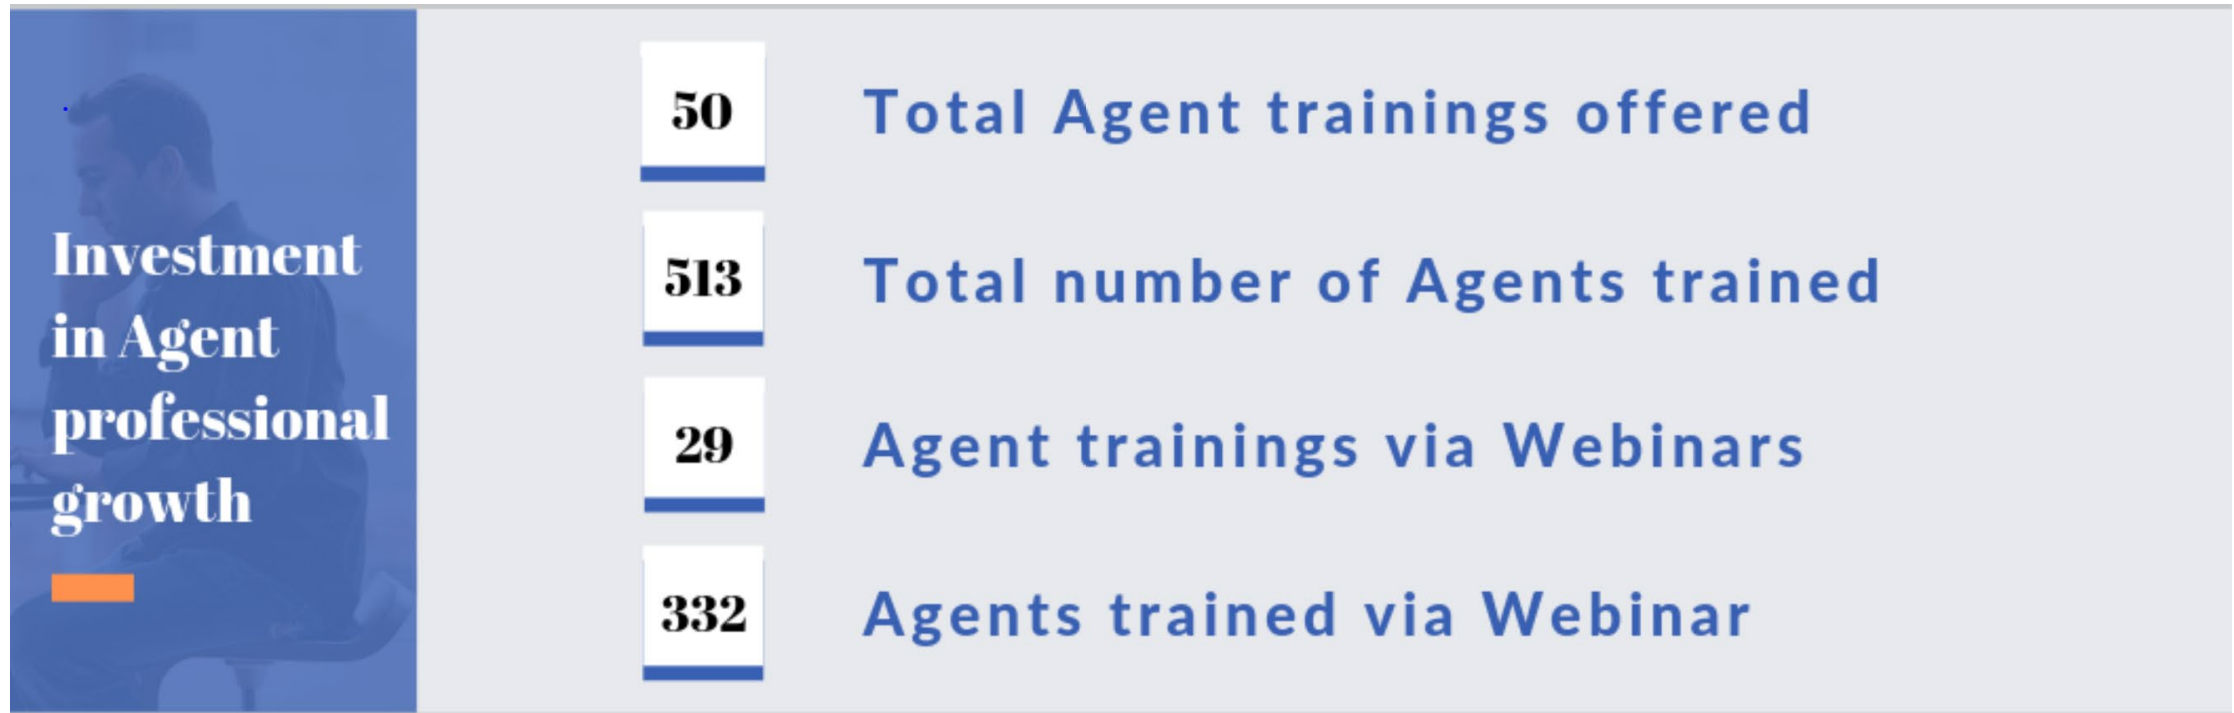 Investment
in Agent
professional
growth
50 Total Agent trainings offered
513 Total number of Agents trained
29 Agent trainings via Webinars
332 Agents trained via Webinar